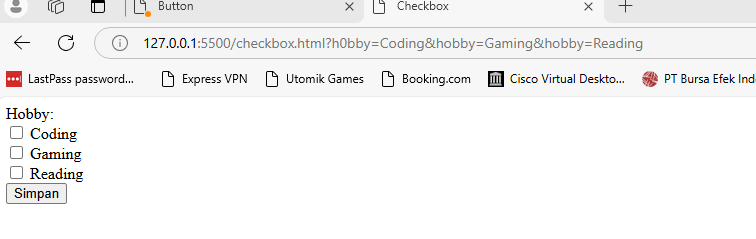 Button
Checkbox
127.0.0.1:5500/checkbox.html?h0bby=Coding&hobby=Gaming&hobby=Reading
LastPass password... Express VPN Utomik Games Booking.com Cisco Virtual Deskto... PT Bursa Efek Ind
Hobby:
Coding
Gaming
Reading
Simpan